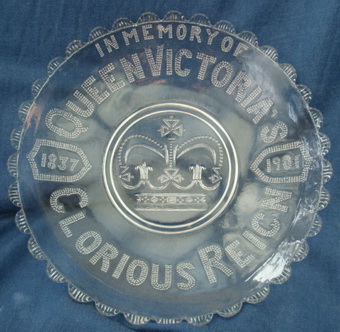 IN MEMORY OF
QUEEN VICTORIA'S
1837
1901
GLORIOUS REIGN